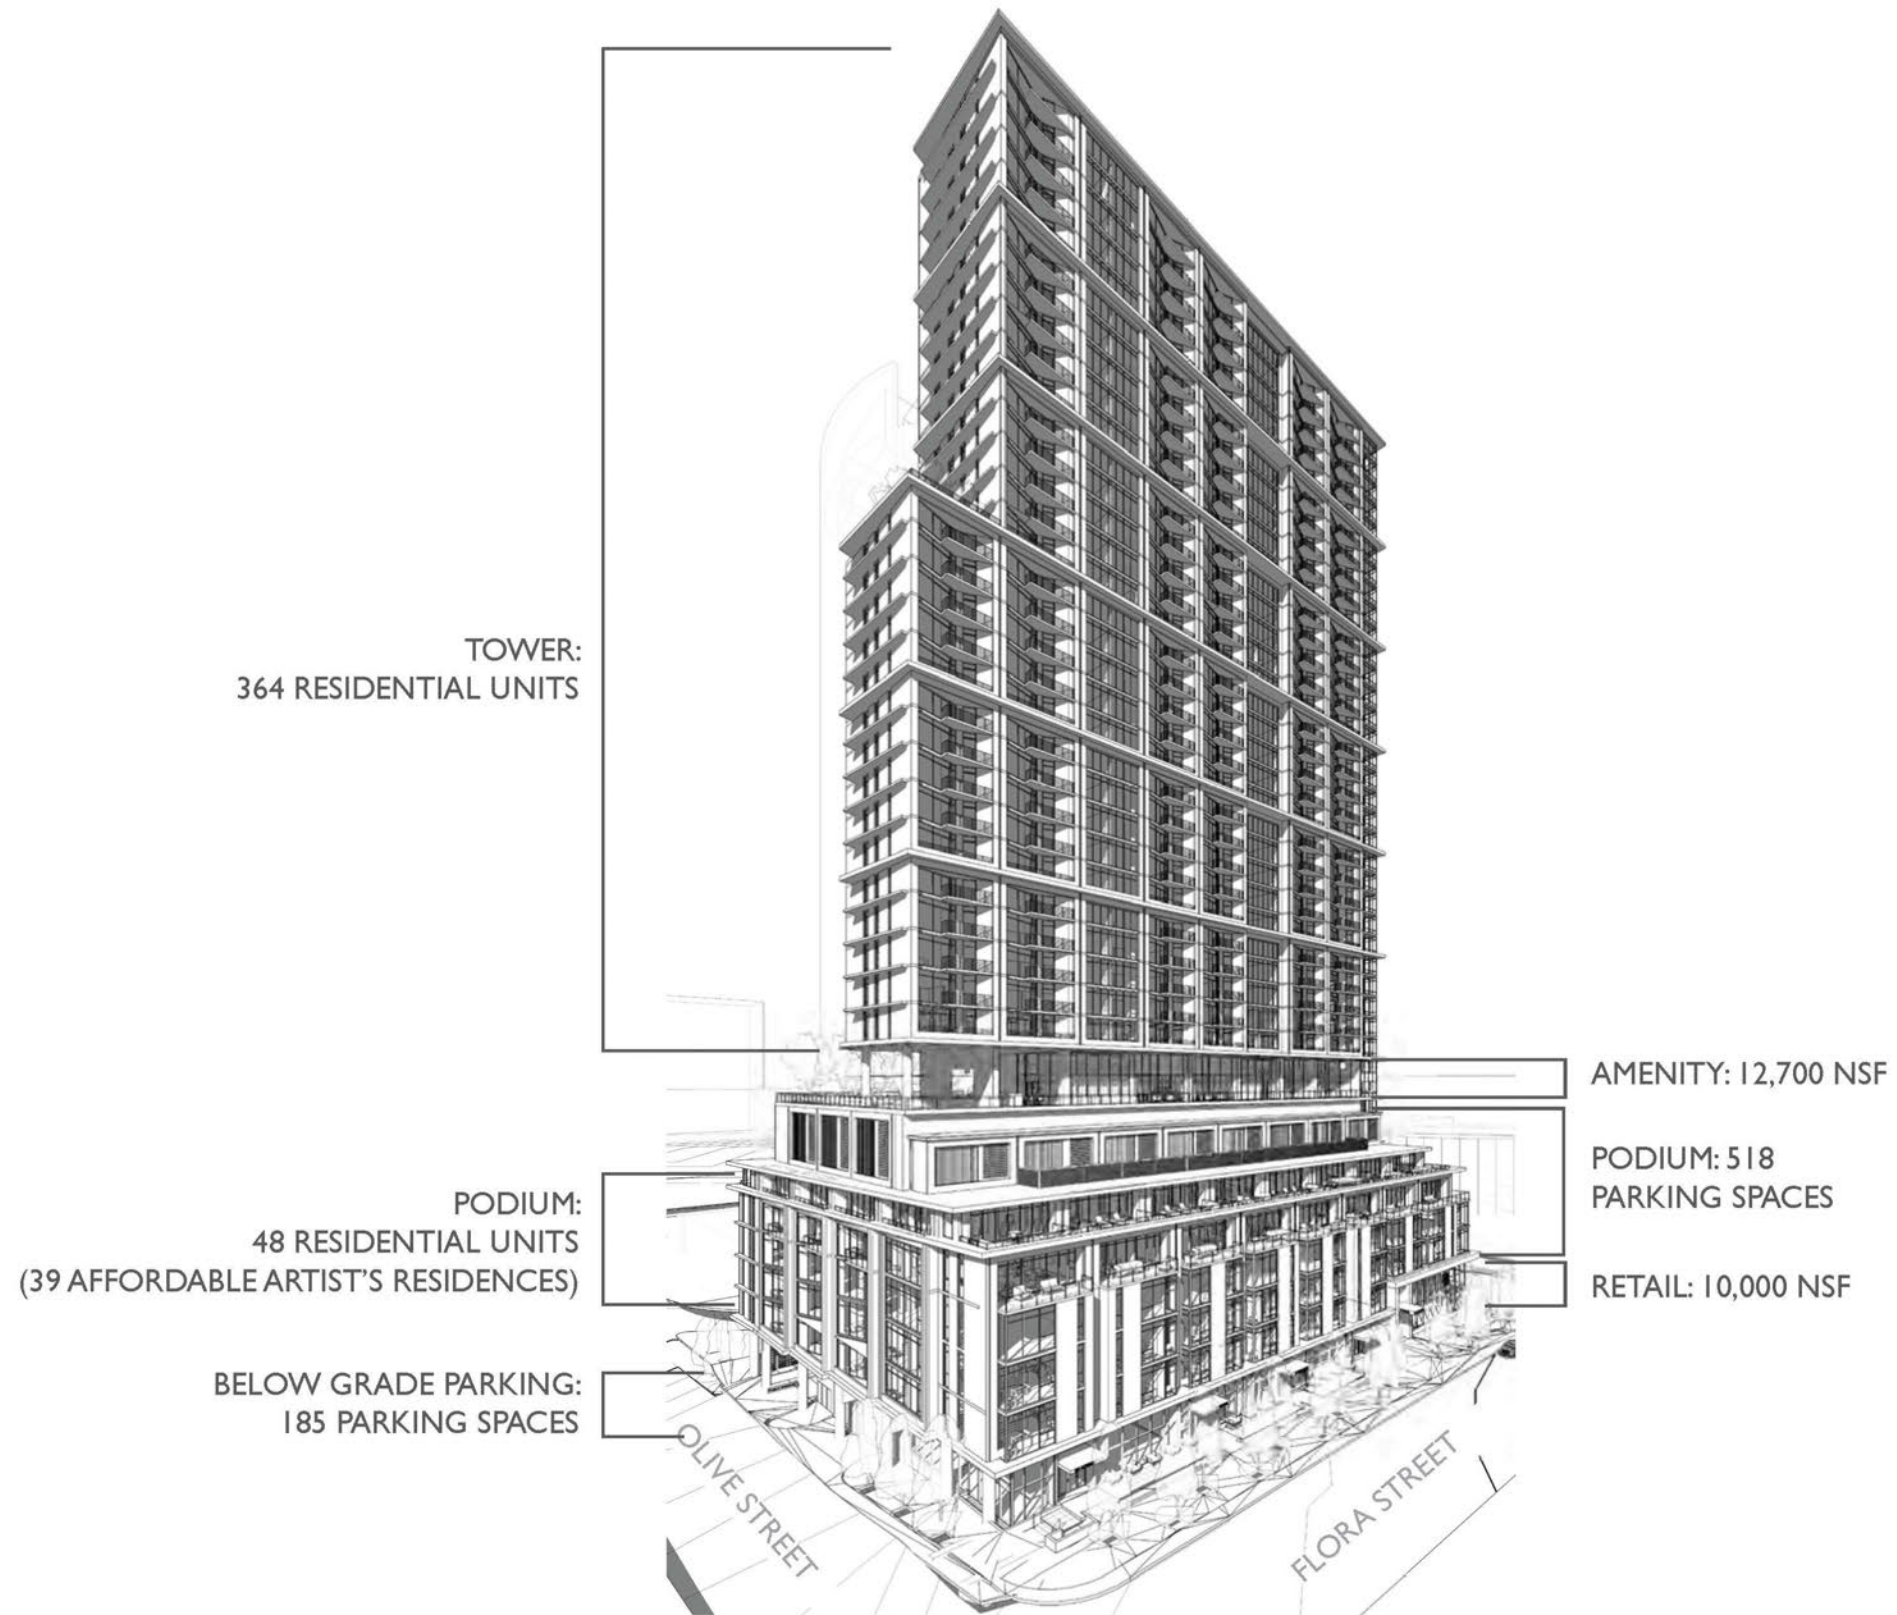 TOWER:
364 RESIDENTIAL UNITS
AMENITY: 12,700 NSF
PODIUM: 518
PARKING SPACES
PODIUM:
48 RESIDENTIAL UNITS
(39 AFFORDABLE ARTIST'S RESIDENCES)
RETAIL: 10,000 NSF
BELOW GRADE PARKING:
185 PARKING SPACES
OLIVE STREET
FLORA STREET